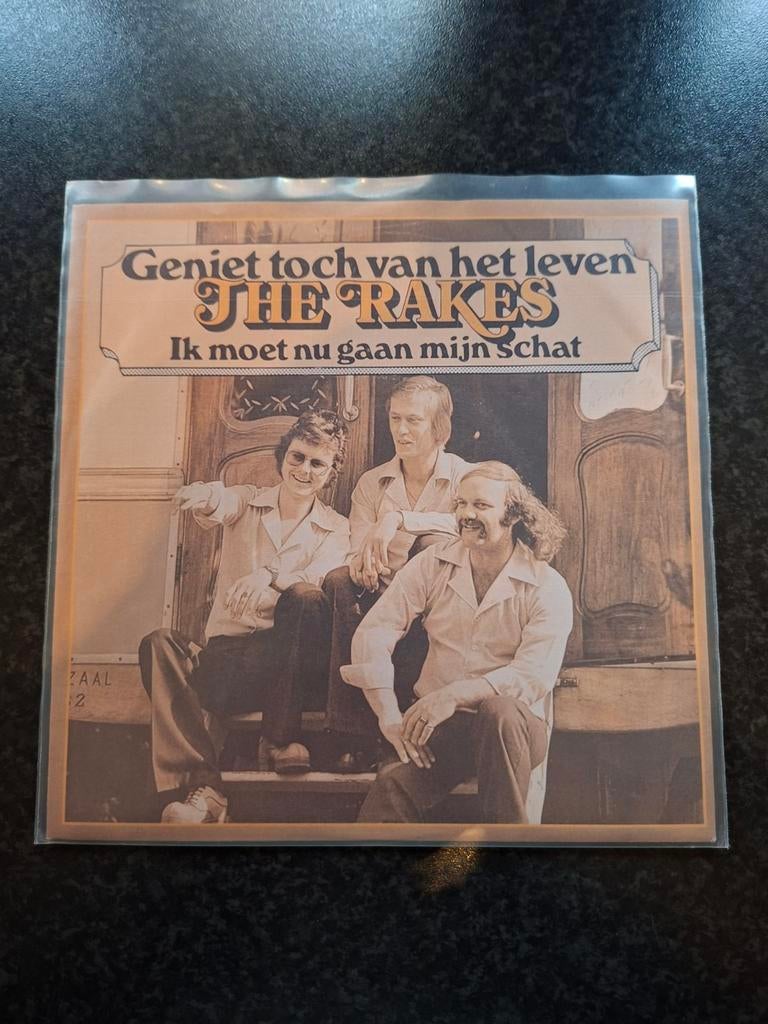 Geniet toch van het leven
THE RAKES
Ik moet nu gaan mijn schat
ZAAL
2